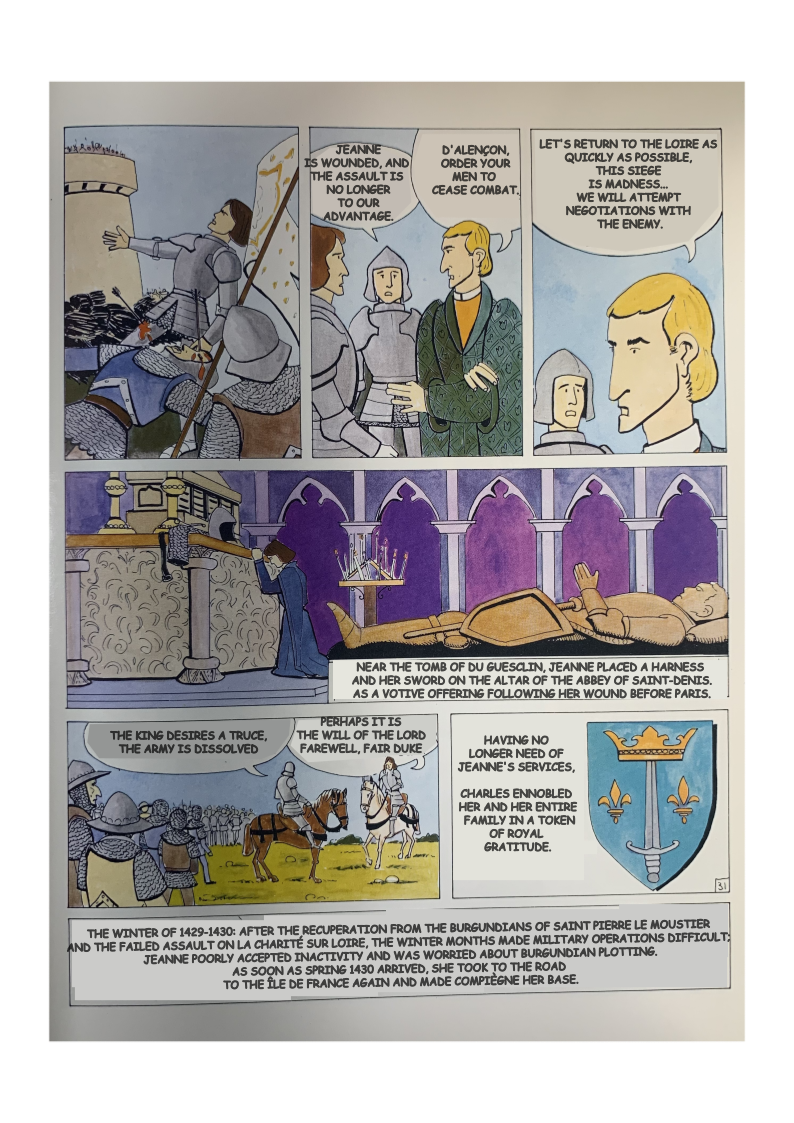 JEANNE
IS WOUNDED, AND
THE ASSAULT IS
NO LONGER
TO OUR
ADVANTAGE.
D'ALENÇON,
ORDER YOUR
MEN TO
CEASE COMBAT.
LET'S RETURN TO THE LOIRE AS
QUICKLY AS POSSIBLE,
THIS SIEGE
IS MADNESS...
WE WILL ATTEMPT
NEGOTIATIONS WITH
THE ENEMY.
NEAR THE TOMB OF DU GUESCLIN, JEANNE PLACED A HARNESS
AND HER SWORD ON THE ALTAR OF THE ABBEY OF SAINT-DENIS.
AS A VOTIVE OFFERING FOLLOWING HER WOUND BEFORE PARIS.
THE KING DESIRES A TRUCE,
THE ARMY IS DISSOLVED
PERHAPS IT IS
THE WILL OF THE LORD
FAREWELL, FAIR DUKE
HAVING NO
LONGER NEED OF
JEANNE'S SERVICES,
CHARLES ENNOBLED
HER AND HER ENTIRE
FAMILY IN A TOKEN
OF ROYAL
GRATITUDE.
31
THE WINTER OF 1429-1430: AFTER THE RECUPERATION FROM THE BURGUNDIANS OF SAINT PIERRE LE MOUSTIER
AND THE FAILED ASSAULT ON LA CHARITÉ SUR LOIRE, THE WINTER MONTHS MADE MILITARY OPERATIONS DIFFICULT;
JEANNE POORLY ACCEPTED INACTIVITY AND WAS WORRIED ABOUT BURGUNDIAN PLOTTING.
AS SOON AS SPRING 1430 ARRIVED, SHE TOOK TO THE ROAD
TO THE ÎLE DE FRANCE AGAIN AND MADE COMPIÈGNE HER BASE.